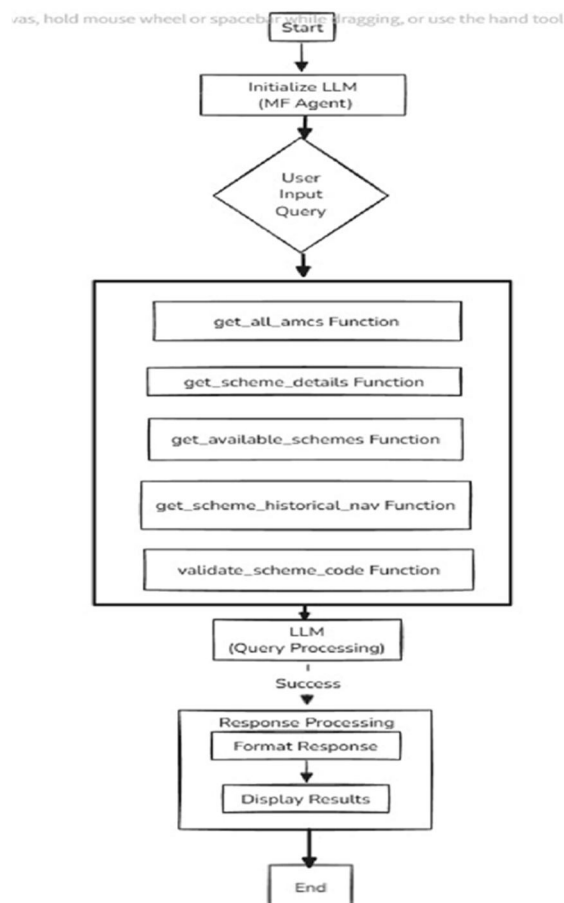 vas, hold mouse wheel or spacebar while dragging, or use the hand tool
Start
Initialize LLM
(MF Agent)
User
Input
Query
get_all_amcs Function
get_scheme_details Function
get_available_schemes Function
get_scheme_historical_nav Function
validate_scheme_code Function
LLM
(Query Processing)
Success
Response Processing
Format Response
Display Results
End